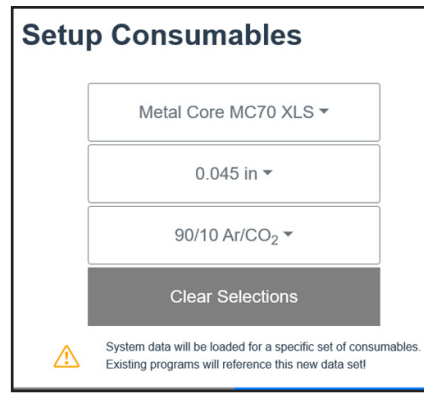 Setup Consumables
Metal Core MC70 XLS
0.045 in
90/10 Ar/CO₂
Clear Selections
System data will be loaded for a specific set of consumables.
Existing programs will reference this new data set!